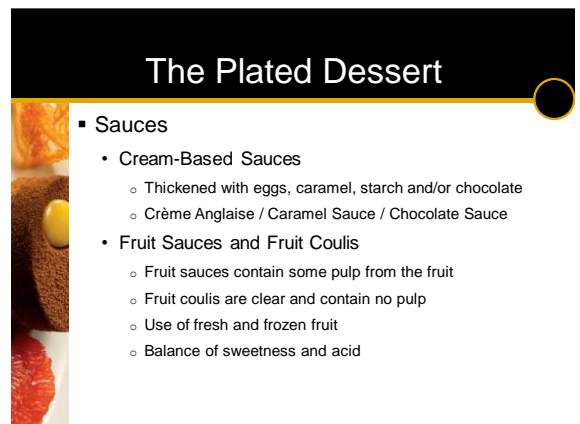 The Plated Dessert
▪ Sauces
• Cream-Based Sauces
○ Thickened with eggs, caramel, starch and/or chocolate
○ Crème Anglaise / Caramel Sauce / Chocolate Sauce
• Fruit Sauces and Fruit Coulis
○ Fruit sauces contain some pulp from the fruit
○ Fruit coulis are clear and contain no pulp
○ Use of fresh and frozen fruit
○ Balance of sweetness and acid